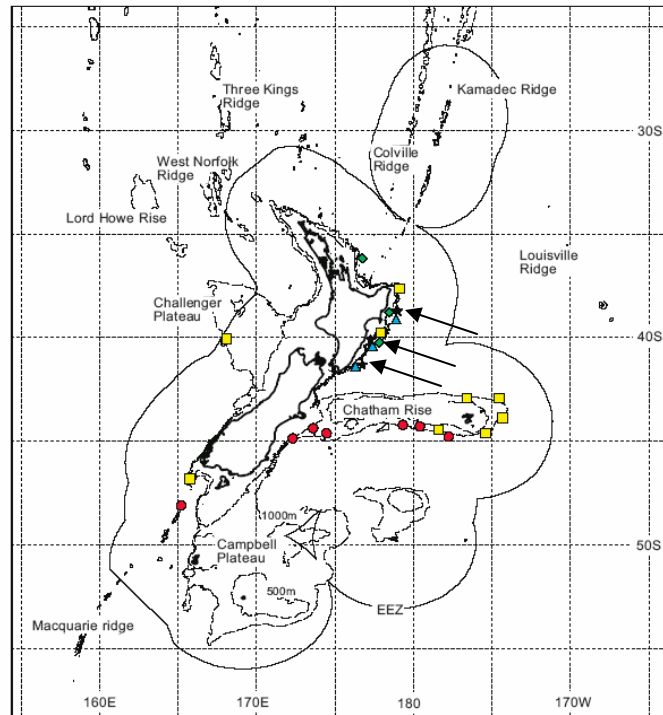 Three Kings
Ridge
Kamadec Ridge
30S
West Norfolk
Ridge
Colville
Ridge
Lord Howe Rise
Louisville
Ridge
Challenger
Plateau
40S
Chatham Rise
1000m
Campbell
Plateau
50S
500m
EEZ
Macquarie ridge
160E
170E
180
170W